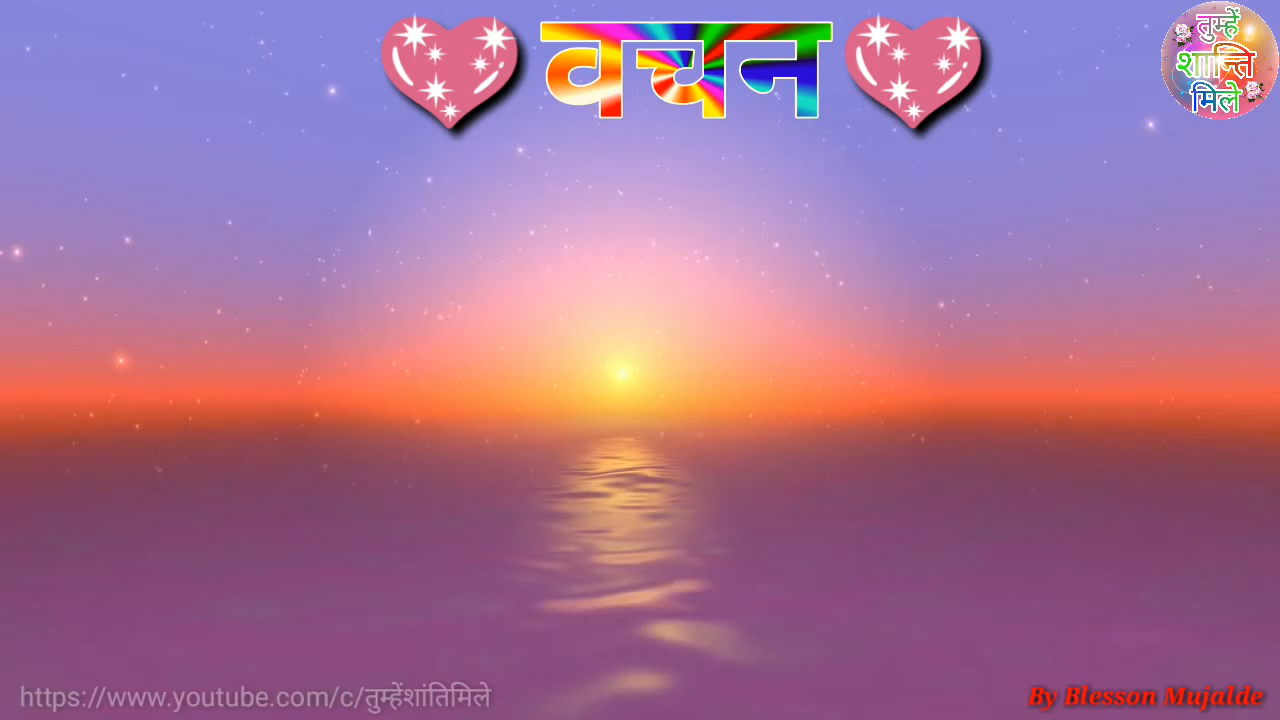 वचन
तुम्हें
शान्ति
मिले
https://www.youtube.com/c/तुम्हेंशांतिमिले
By Blesson Mujalde